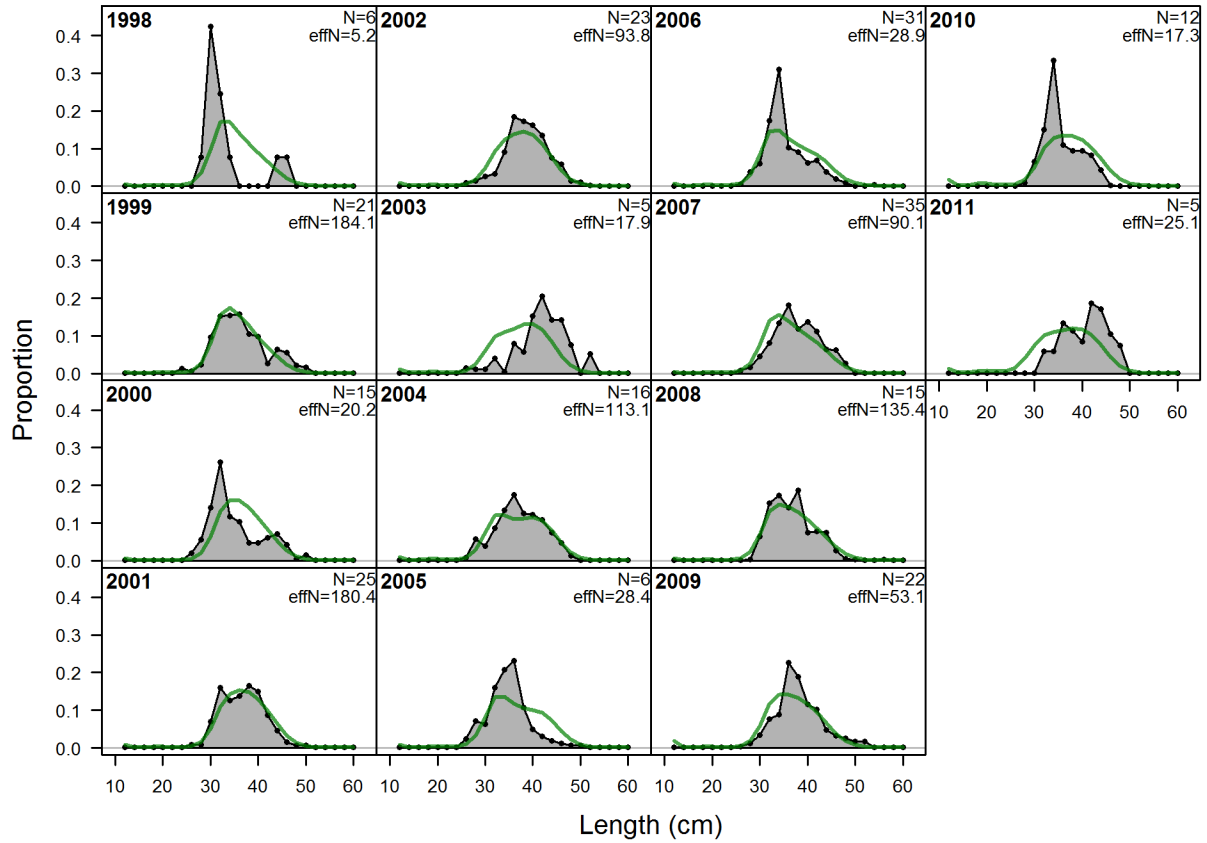 1998
N=6
effN=5.2
2002
N=23
effN=93.8
2006
N=31
effN=28.9
2010
N=12
effN=17.3
0.4
0.3
0.2
0.1
0.0
1999
N=21
effN=184.1
2003
N=5
effN=17.9
2007
N=35
effN=90.1
2011
N=5
effN=25.1
0.4
0.3
0.2
0.1
0.0
10 20 30 40 50 60
Proportion
2000
N=15
effN=20.2
2004
N=16
effN=113.1
2008
N=15
effN=135.4
0.4
0.3
0.2
0.1
0.0
2001
N=25
effN=180.4
2005
N=6
effN=28.4
2009
N=22
effN=53.1
0.4
0.3
0.2
0.1
0.0
10 20 30 40 50 60
10 20 30 40 50 60
10 20 30 40 50 60
Length (cm)